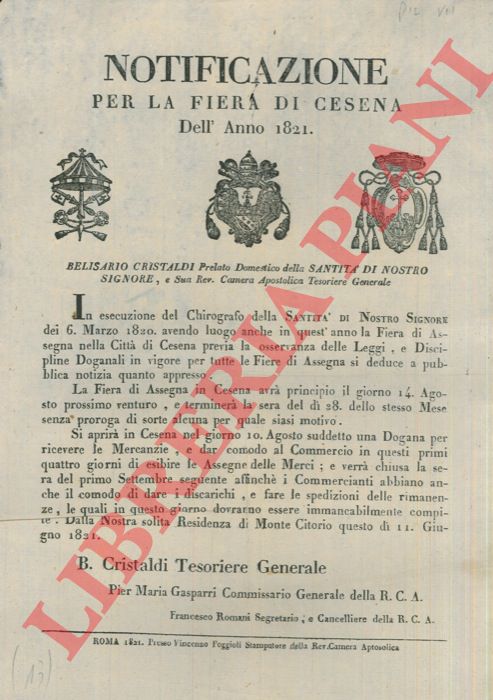 NOTIFICAZIONE
PER LA FIERA DI CESENA
Dell' Anno 1821.
BELISARIO CRISTALDI Prelato Domestico della SANTITA' DI NOSTRO
SIGNORE, e Sua Rev. Camera Apostolica Tesoriere Generale
In esecuzione del Chirografo della SANTITA' DI NOSTRO SIGNORE
dei 6. Marzo 1820. avendo luogo anche in quest' anno la Fiera di As-
segna nella Città di Cesena previa la osservanza delle Leggi, e Disci-
pline Doganali in vigore per tutte le Fiere di Assegna si deduce a pu-
bblica notizia quanto appresso.
La Fiera di Assegna in Cesena avrà principio il giorno 14. Ago-
sto prossimo venturo, e terminerà la sera del dì 28. dello stesso Mese
senza proroga di sorte alcuna per quale siasi motivo.
Si aprirà in Cesena nel giorno 10. Agosto suddetto una Dogana per
ricevere le Mercanzie, e dar comodo al Commercio in questi primi
quattro giorni di esibire le Assegne delle Merci; e verrà chiusa la se-
ra del primo Settembre seguente affinchè i Commercianti abbiano an-
che il comodo di dare i discarichi, e fare le spedizioni delle rimanen-
ze, le quali in questo giorno dovranno essere immancabilmente compi-
te. Dalla Nostra solita Residenza di Monte Citorio questo dì 11. Giu-
gno 1821.
B. Cristaldi Tesoriere Generale
Pier Maria Gasparri Commissario Generale della R. C. A.
Francesco Romani Segretario, e Cancelliere della R. C. A.
ROMA 1821. Presso Vincenzo Poggioli Stampatore della Rev. Camera Aptosolica
(13)
LIBRERIA PIANI